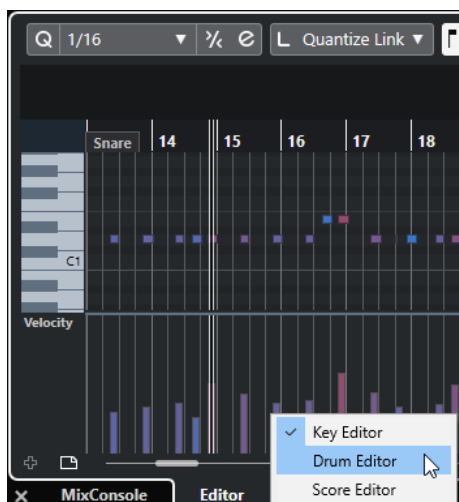 Q 1/16 L Quantize Link
Snare 14 15 16 17 18
C1
Velocity
Key Editor
Drum Editor
Score Editor
MixConsole Editor